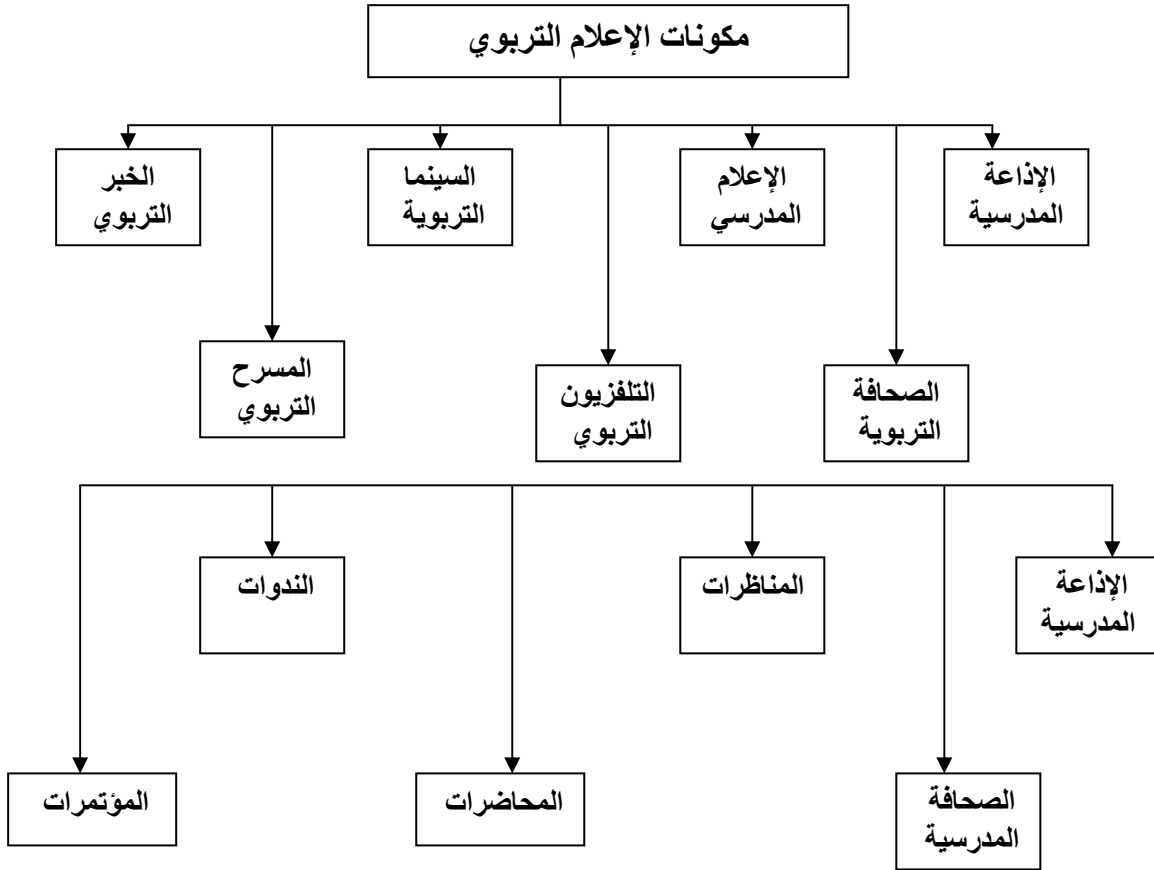 مكونات الإعلام التربوي
الإذاعة
المدرسية
الإعلام
المدرسي
السينما
التربوية
الخبر
التربوي
الصحافة
التربوية
التلفزيون
التربوي
المسرح
التربوي
الإذاعة
المدرسية
المناظرات
الندوات
الصحافة
المدرسية
المحاضرات
المؤتمرات